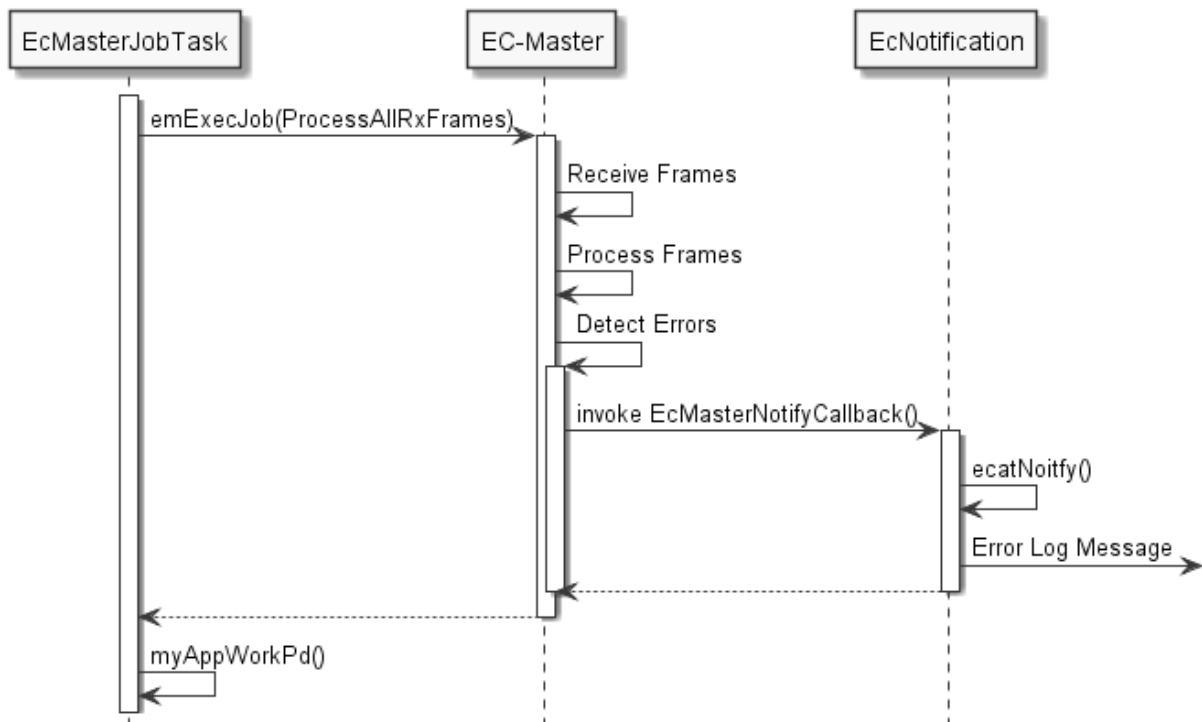 EcMasterJobTask
EC-Master
EcNotification
emExecJob(ProcessAllRxFrames)
Receive Frames
Process Frames
Detect Errors
invoke EcMasterNotifyCallback()
ecatNoitfy()
Error Log Message
myAppWorkPd()